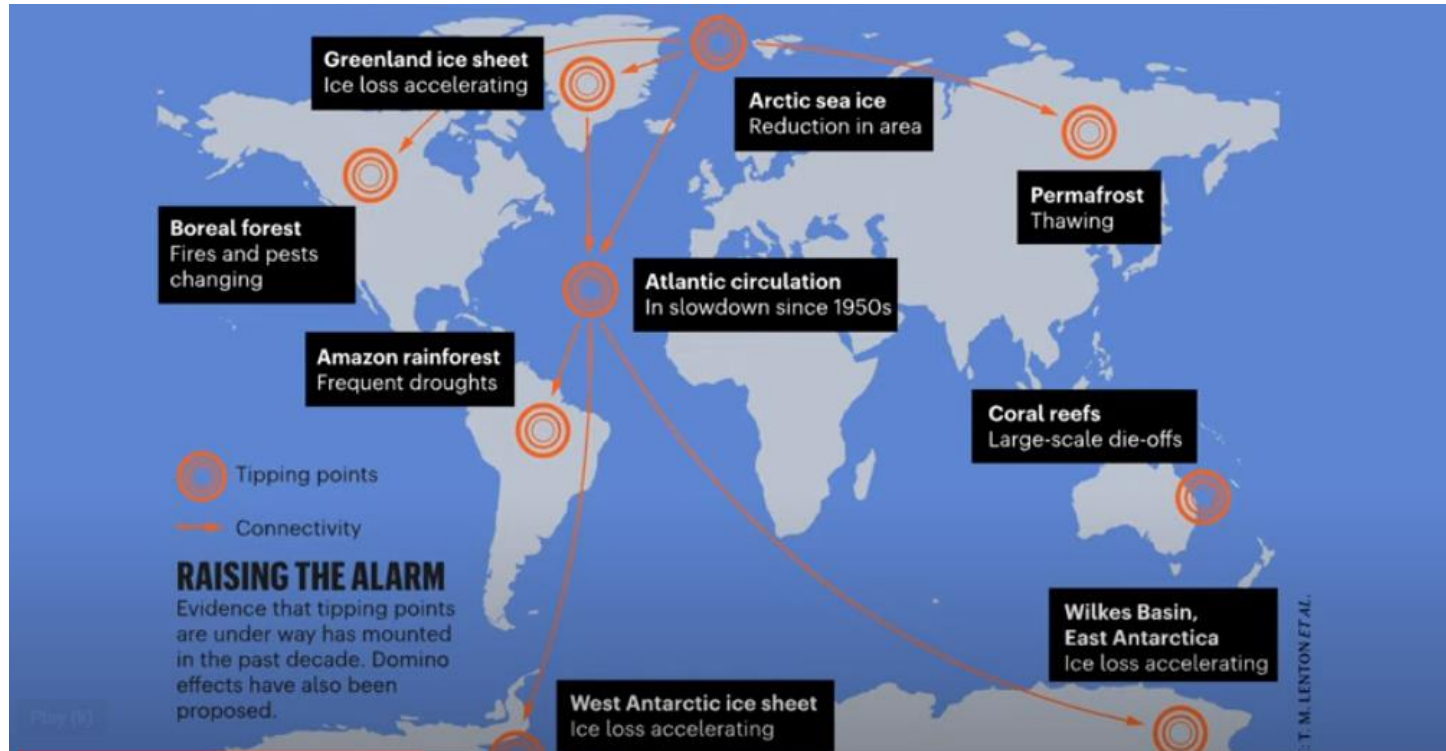 Greenland ice sheet
Ice loss accelerating
Arctic sea ice
Reduction in area
Permafrost
Thawing
Boreal forest
Fires and pests
changing
Atlantic circulation
In slowdown since 1950s
Amazon rainforest
Frequent droughts
Coral reefs
Large-scale die-offs
Tipping points
Connectivity
RAISING THE ALARM
Evidence that tipping points
are under way has mounted
in the past decade. Domino
effects have also been
proposed.
Wilkes Basin,
East Antarctica
Ice loss accelerating
West Antarctic ice sheet
Ice loss accelerating
: T. M. LENTON ET AL.
Play (k)